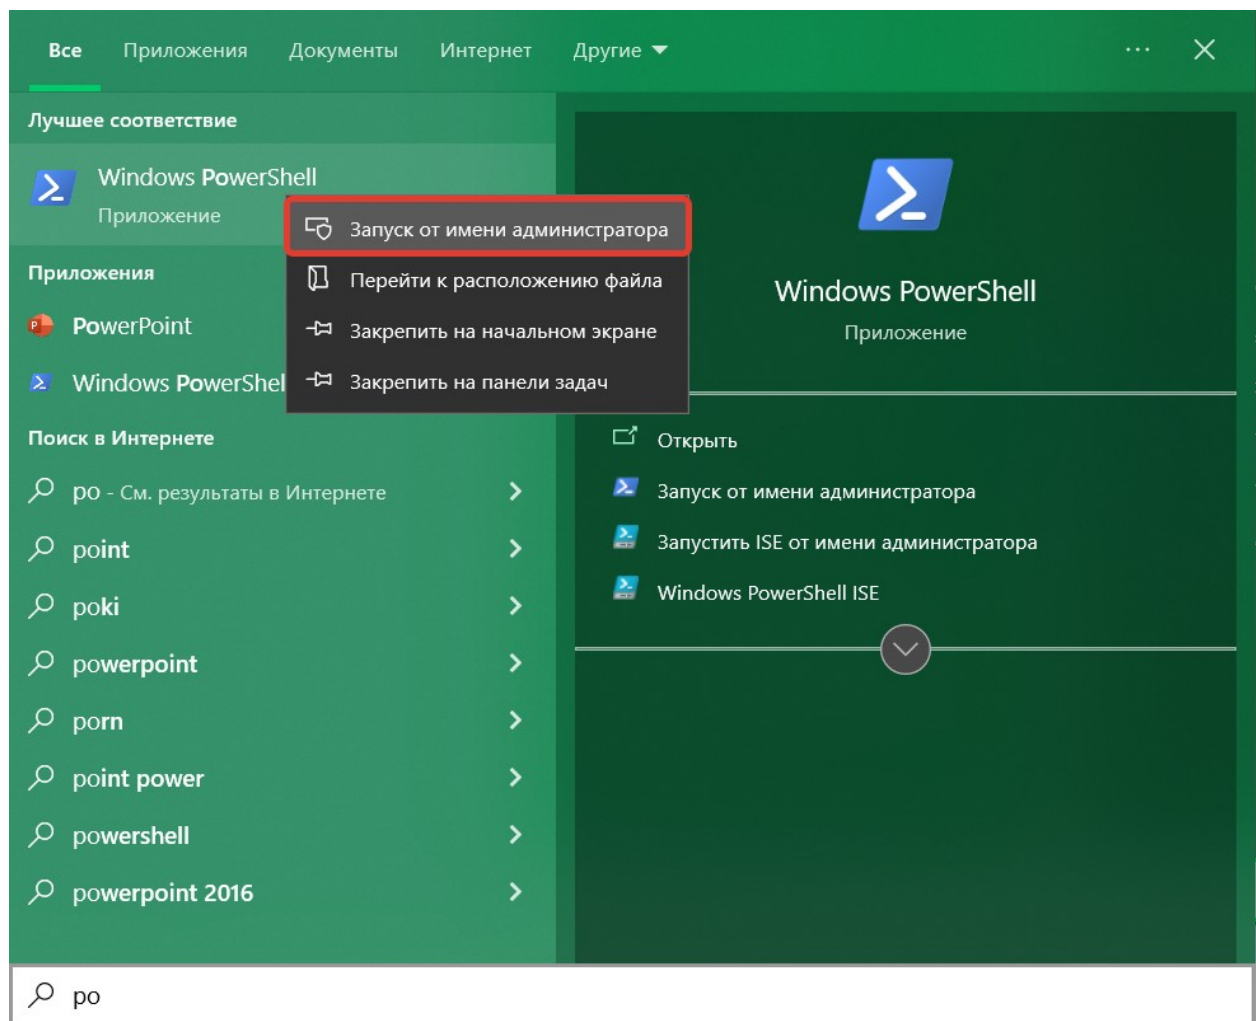 Все Приложения Документы Интернет Другие
Лучшее соответствие
Windows PowerShell
Приложение
Запуск от имени администратора
Перейти к расположению файла
Закрепить на начальном экране
Закрепить на панели задач
Приложения
PowerPoint
Windows PowerShel
Поиск в Интернете
po - См. результаты в Интернете
point
poki
powerpoint
porn
point power
powershell
powerpoint 2016
Windows PowerShell
Приложение
Открыть
Запуск от имени администратора
Запустить ISE от имени администратора
Windows PowerShell ISE
po